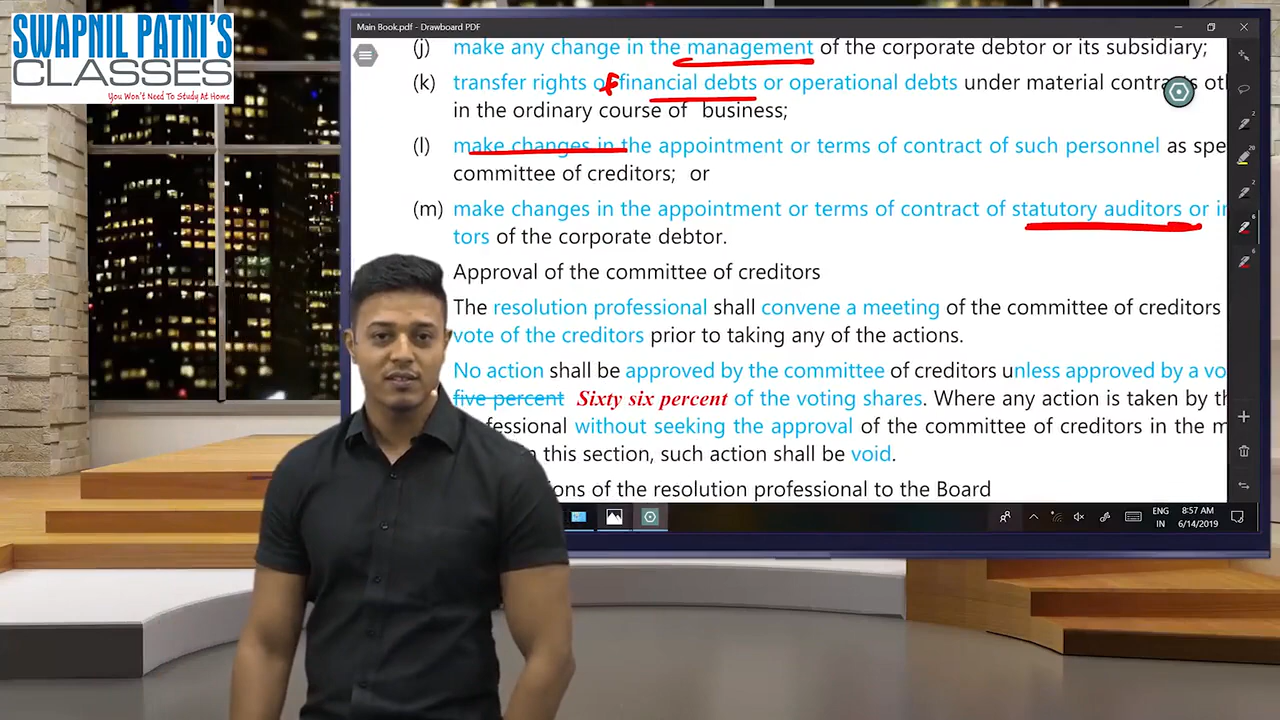 SWAPNIL PATNI'S
CLASSES
You Won't Need To Study At Home
Main Book.pdf - Drawboard PDF
(j) make any change in the management of the corporate debtor or its subsidiary;
(k) transfer rights of financial debts or operational debts under material contracts
in the ordinary course of business;
(l) make changes in the appointment or terms of contract of such personnel as spe
committee of creditors; or
(m) make changes in the appointment or terms of contract of statutory auditors or in
tors of the corporate debtor.
Approval of the committee of creditors
The resolution professional shall convene a meeting of the committee of creditors
vote of the creditors prior to taking any of the actions.
No action shall be approved by the committee of creditors unless approved by a vo
five percent Sixty six percent of the voting shares. Where any action is taken by th
fessional without seeking the approval of the committee of creditors in the m
this section, such action shall be void.
ions of the resolution professional to the Board
ENG
IN
8:57 AM
6/14/2019